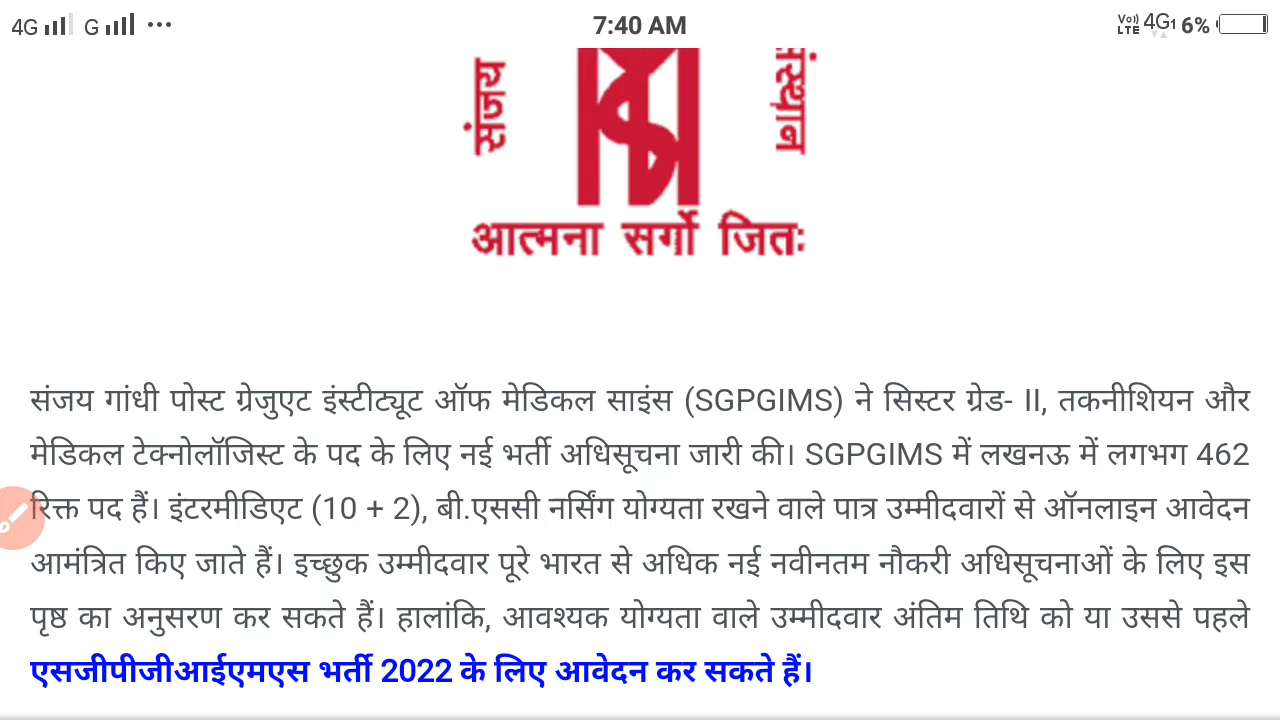 4G G ... 7:40 AM Vo)) LTE 4G1 6%
संजय
संस्थान
आत्मना सर्गो जितः
संजय गांधी पोस्ट ग्रेजुएट इंस्टीट्यूट ऑफ मेडिकल साइंस (SGPGIMS) ने सिस्टर ग्रेड- II, तकनीशियन और
मेडिकल टेक्नोलॉजिस्ट के पद के लिए नई भर्ती अधिसूचना जारी की। SGPGIMS में लखनऊ में लगभग 462
रिक्त पद हैं। इंटरमीडिएट (10 + 2), बी.एससी नर्सिंग योग्यता रखने वाले पात्र उम्मीदवारों से ऑनलाइन आवेदन
आमंत्रित किए जाते हैं। इच्छुक उम्मीदवार पूरे भारत से अधिक नई नवीनतम नौकरी अधिसूचनाओं के लिए इस
पृष्ठ का अनुसरण कर सकते हैं। हालांकि, आवश्यक योग्यता वाले उम्मीदवार अंतिम तिथि को या उससे पहले
एसजीपीजीआईएमएस भर्ती 2022 के लिए आवेदन कर सकते हैं।